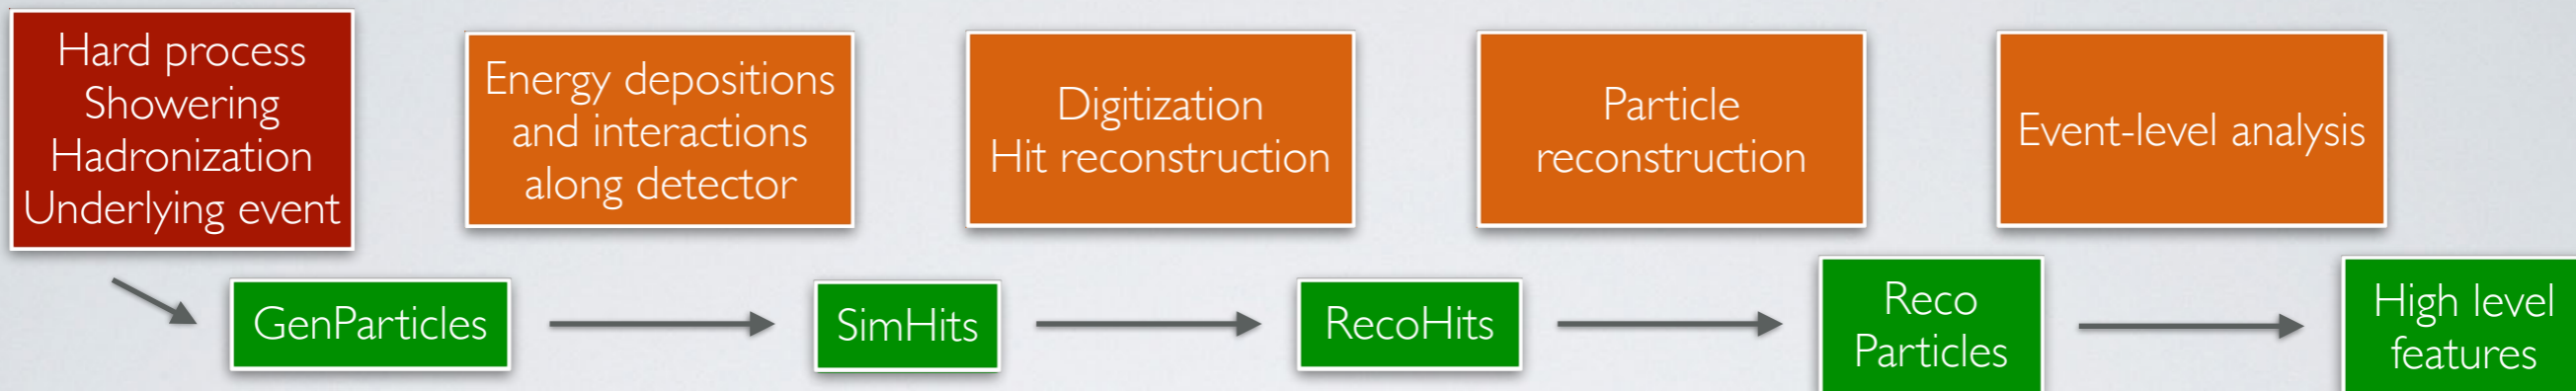 Hard process
Showering
Hadronization
Underlying event
Energy depositions
and interactions
along detector
Digitization
Hit reconstruction
Particle
reconstruction
Event-level analysis
GenParticles
SimHits
RecoHits
Reco
Particles
High level
features